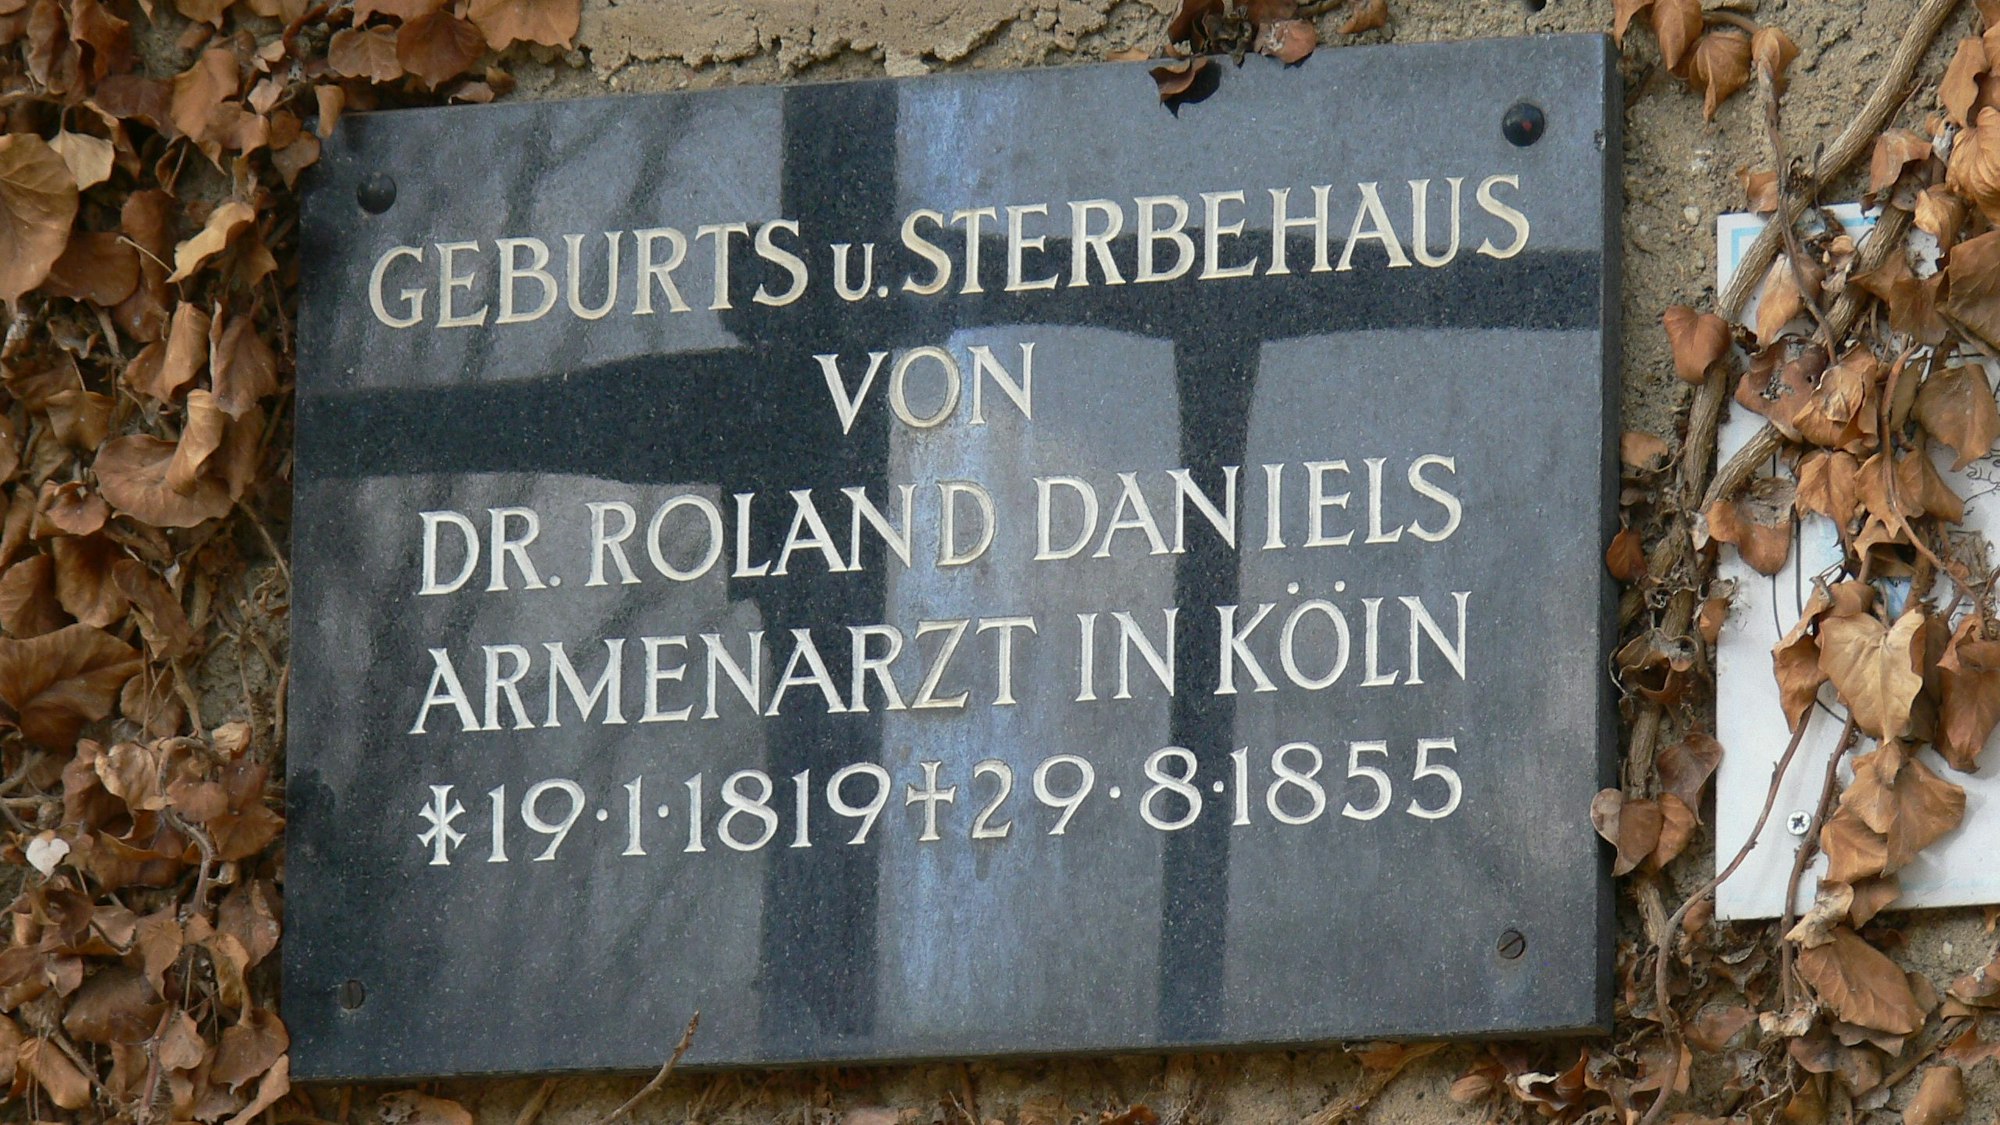 GEBURTS u. STERBEHAUS
VON
DR. ROLAND DANIELS
ARMENARZT IN KÖLN
* 19·1·1819 ✝ 29·8·1855